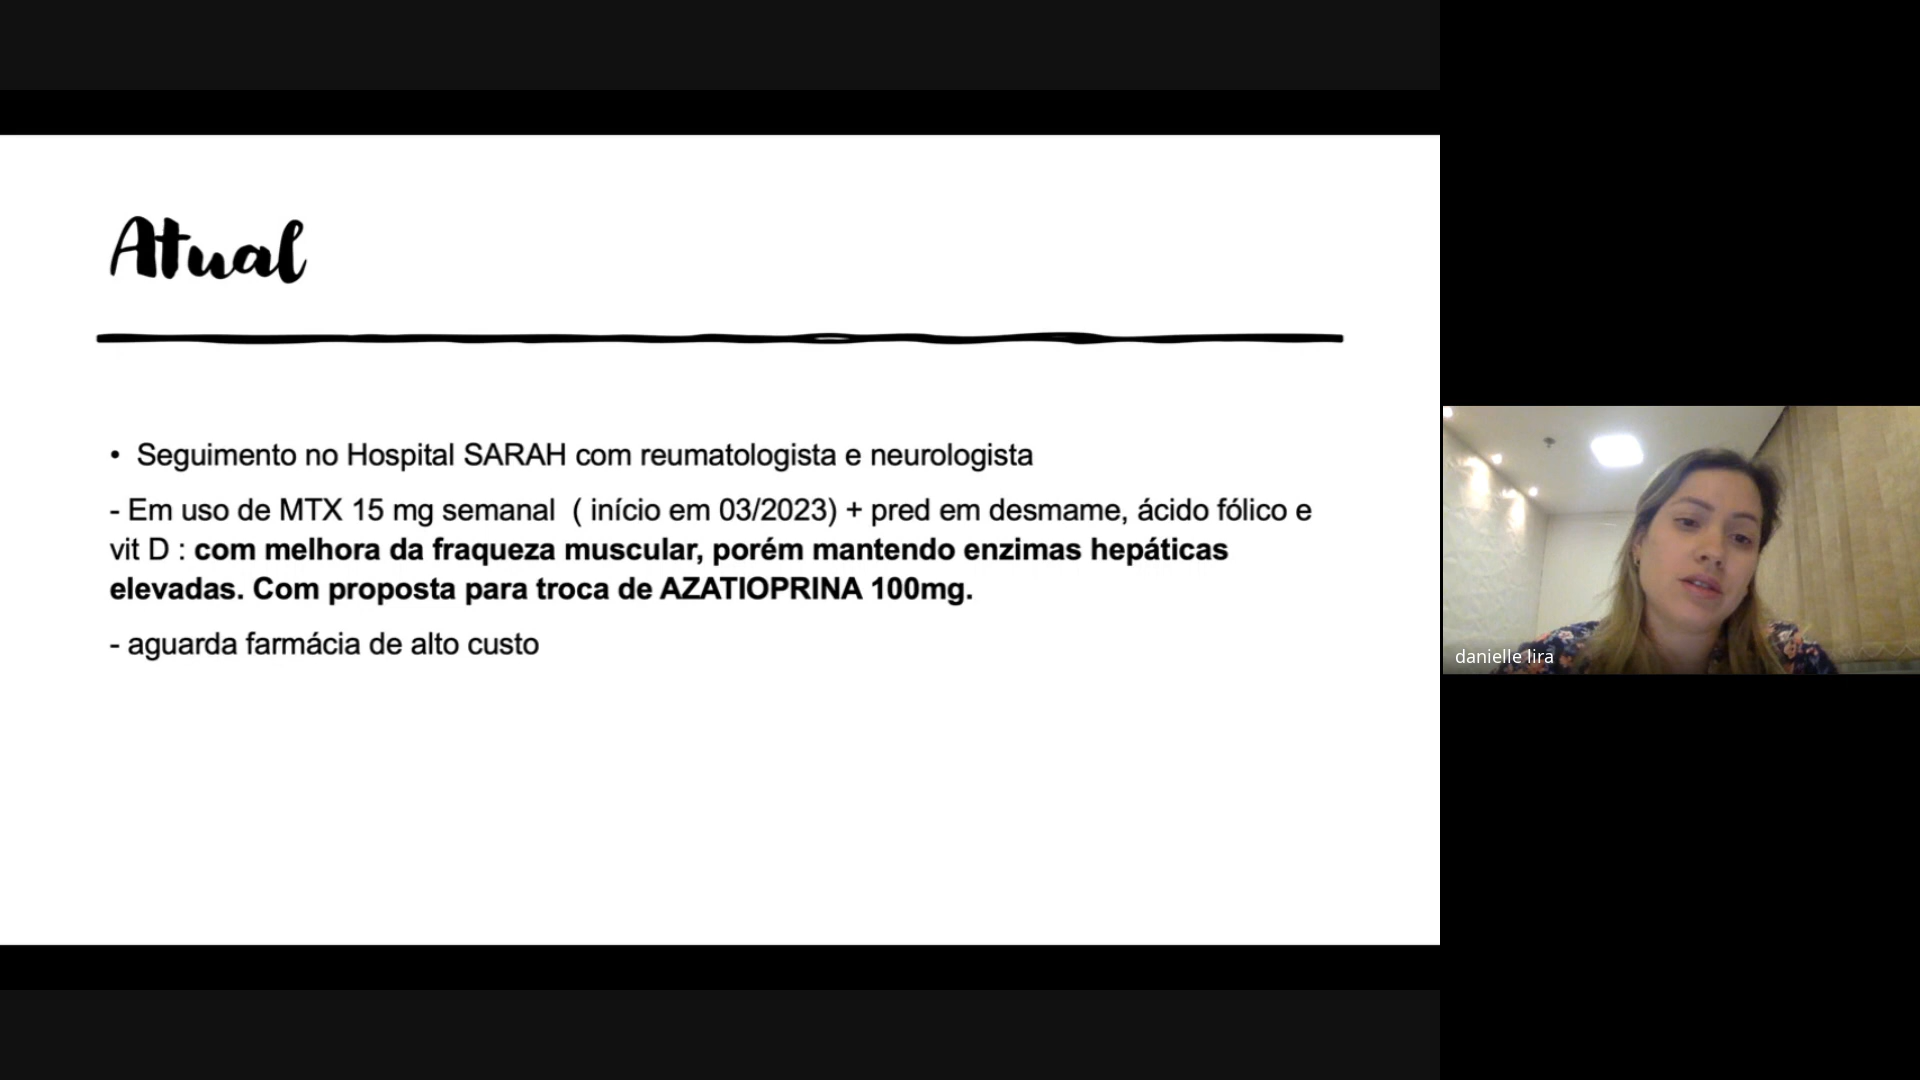 Atual
• Seguimento no Hospital SARAH com reumatologista e neurologista
- Em uso de MTX 15 mg semanal  ( início em 03/2023) + pred em desmame, ácido fólico e
vit D : com melhora da fraqueza muscular, porém mantendo enzimas hepáticas
elevadas. Com proposta para troca de AZATIOPRINA 100mg.
- aguarda farmácia de alto custo
danielle lira